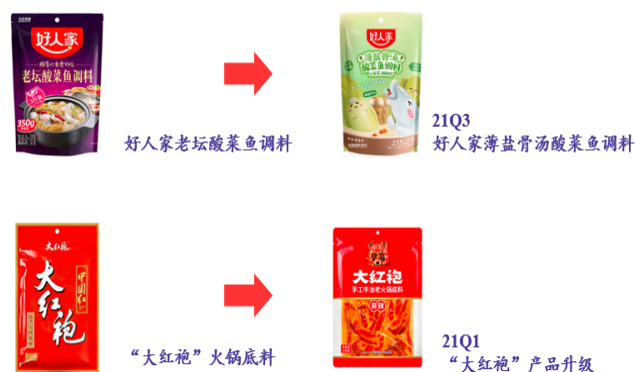 好人家
老坛酸菜鱼调料
350g
好人家老坛酸菜鱼调料
好人家
薄盐骨汤
酸菜鱼调料
21Q3
好人家薄盐骨汤酸菜鱼调料
大红袍
中国红
大红袍
“大红袍”火锅底料
大红袍
手工牛油老火锅底料
麻辣
21Q1
“大红袍”产品升级